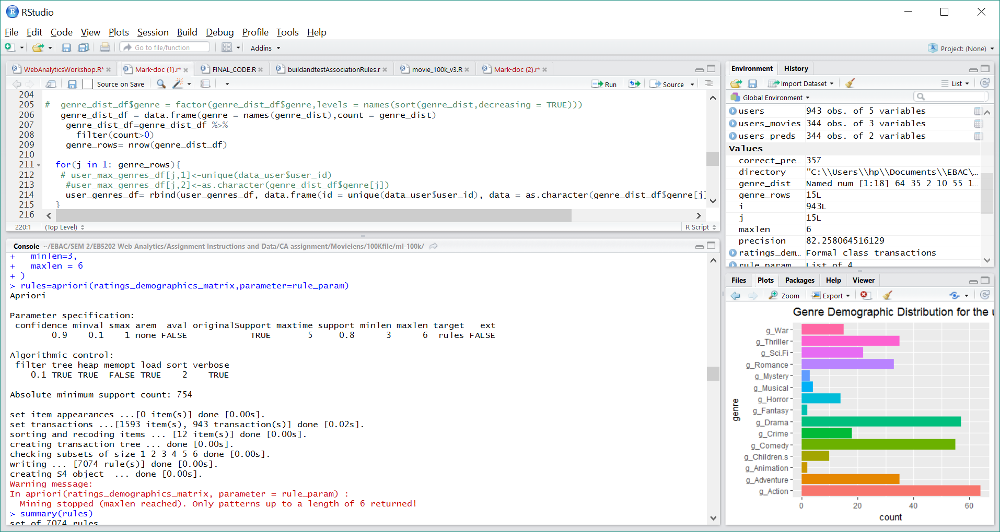 RStudio
File Edit Code View Plots Session Build Debug Profile Tools Help
Go to file/function Addins Project: (None)
WebAnalyticsWorkshop.R* Mark-doc (1).r* FINAL_CODE.R buildandtestAssociationRules.r movie_100k_v3.R Mark-doc (2).r*
Source on Save Run Source
204
205 # genre_dist_df$genre = factor(genre_dist_df$genre,levels = names(sort(genre_dist,decreasing = TRUE)))
206 genre_dist_df = data.frame(genre = names(genre_dist),count = genre_dist)
207 genre_dist_df=genre_dist_df %>%
208 filter(count>0)
209 genre_rows= nrow(genre_dist_df)
210
211 for(j in 1: genre_rows){
212 # user_max_genres_df[j,1]<-unique(data_user$user_id)
213 #user_max_genres_df[j,2]<-as.character(genre_dist_df$genre[j])
214 user_genres_df= rbind(user_genres_df, data.frame(id = unique(data_user$user_id), data = as.character(genre_dist_df$genre[j]
215 }
216
220:1 (Top Level) R Script
Console ~/EBAC/SEM 2/EB5202 Web Analytics/Assignment Instructions and Data/CA assignment/Movielens/100Kfile/ml-100k/
+ minlen=3,
+ maxlen = 6
+ )
> rules=apriori(ratings_demographics_matrix,parameter=rule_param)
Apriori
Parameter specification:
confidence minval smax arem aval originalSupport maxtime support minlen maxlen target ext
0.9 0.1 1 none FALSE TRUE 5 0.8 3 6 rules FALSE
Algorithmic control:
filter tree heap memopt load sort verbose
0.1 TRUE TRUE FALSE TRUE 2 TRUE
Absolute minimum support count: 754
set item appearances ...[0 item(s)] done [0.00s].
set transactions ...[1593 item(s), 943 transaction(s)] done [0.02s].
sorting and recoding items ... [12 item(s)] done [0.00s].
creating transaction tree ... done [0.00s].
checking subsets of size 1 2 3 4 5 6 done [0.00s].
writing ... [7074 rule(s)] done [0.00s].
creating S4 object ... done [0.00s].
Warning message:
In apriori(ratings_demographics_matrix, parameter = rule_param) :
Mining stopped (maxlen reached). Only patterns up to a length of 6 returned!
> summary(rules)
set of 7074 rules
Environment History
Import Dataset List
Global Environment
users 943 obs. of 5 variables
users_movies 344 obs. of 3 variables
users_preds 344 obs. of 2 variables
Values
correct_pre... 357
directory "C:\\Users\\hp\\Documents\\EBAC\...
genre_dist Named num [1:18] 64 35 2 10 55 1...
genre_rows 15L
i 943L
j 15L
maxlen 6
precision 82.258064516129
ratings_dem... Formal class transactions
rule_param List of 4
Files Plots Packages Help Viewer
Zoom Export
Genre Demographic Distribution for the u
g_War
g_Thriller
g_Sci.Fi
g_Romance
g_Mystery
g_Musical
g_Horror
g_Fantasy
g_Drama
g_Crime
g_Comedy
g_Children.s
g_Animation
g_Adventure
g_Action
genre
0 20 40 60
count